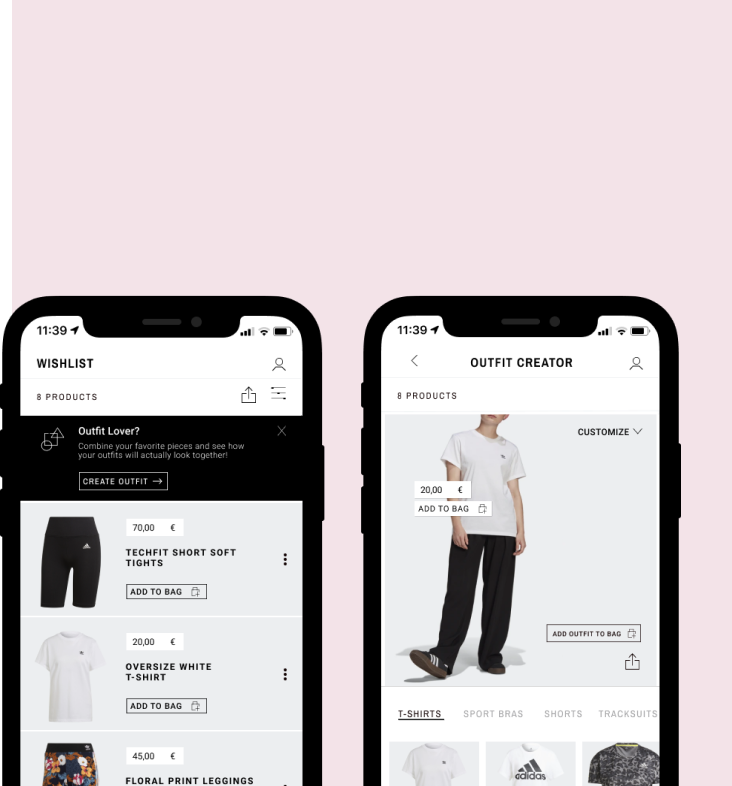 11:39
WISHLIST
8 PRODUCTS
Outfit Lover?
Combine your favorite pieces and see how
your outfits will actually look together!
CREATE OUTFIT →
70,00 €
TECHFIT SHORT SOFT
TIGHTS
ADD TO BAG
20,00 €
OVERSIZE WHITE
T-SHIRT
ADD TO BAG
45,00 €
FLORAL PRINT LEGGINGS
11:39
OUTFIT CREATOR
8 PRODUCTS
CUSTOMIZE
20,00 €
ADD TO BAG
ADD OUTFIT TO BAG
T-SHIRTS SPORT BRAS SHORTS TRACKSUITS
adidas